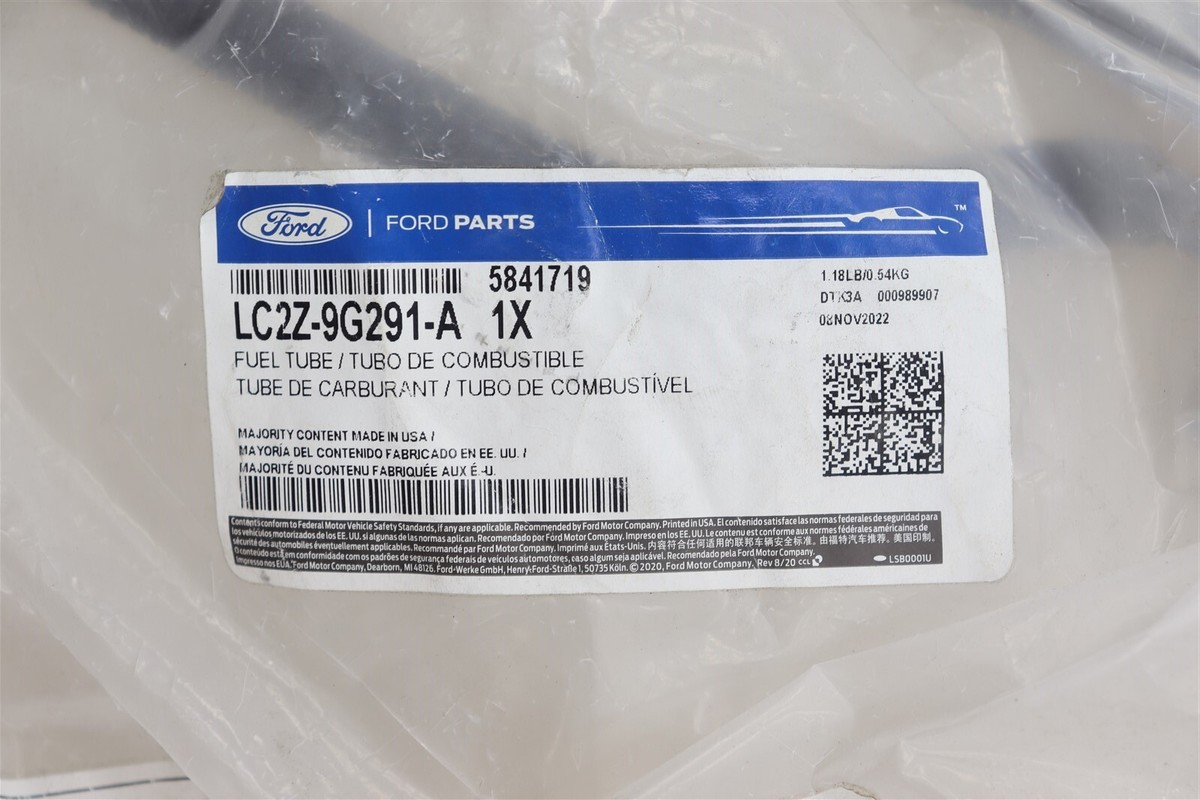 Ford | FORD PARTS ™
5841719
LC2Z-9G291-A 1X
FUEL TUBE / TUBO DE COMBUSTIBLE
TUBE DE CARBURANT / TUBO DE COMBUSTÍVEL
1.18LB/0.54KG
DTK3A 000989907
08NOV2022
MAJORITY CONTENT MADE IN USA /
MAYORÍA DEL CONTENIDO FABRICADO EN EE. UU. /
MAJORITÉ DU CONTENU FABRIQUÉE AUX É.-U.
Contents conform to Federal Motor Vehicle Safety Standards, if any are applicable. Recommended by Ford Motor Company. Printed in USA. El contenido satisface las normas federales de seguridad para
los vehículos motorizados de los EE. UU. si algunas de las normas aplican. Recomendado por Ford Motor Company. Impreso en los EE. UU. Le contenu est conforme aux normes fédérales américaines de
sécurité des automobiles éventuellement applicables. Recommandé par Ford Motor Company. Imprimé aux États-Unis. 内容符合任何适用的联邦车辆安全标准。由福特汽车推荐。美国印制。
O conteúdo está em conformidade com os padrões de segurança federais de veículos automotores, caso algum seja aplicável. Recomendado pela Ford Motor Company.
Impresso nos EUA. Ford Motor Company, Dearborn, MI 48126. Ford-Werke GmbH, Henry-Ford-Straße 1, 50735 Köln. © 2020, Ford Motor Company. Rev 8/20 CCL
LSB0001U